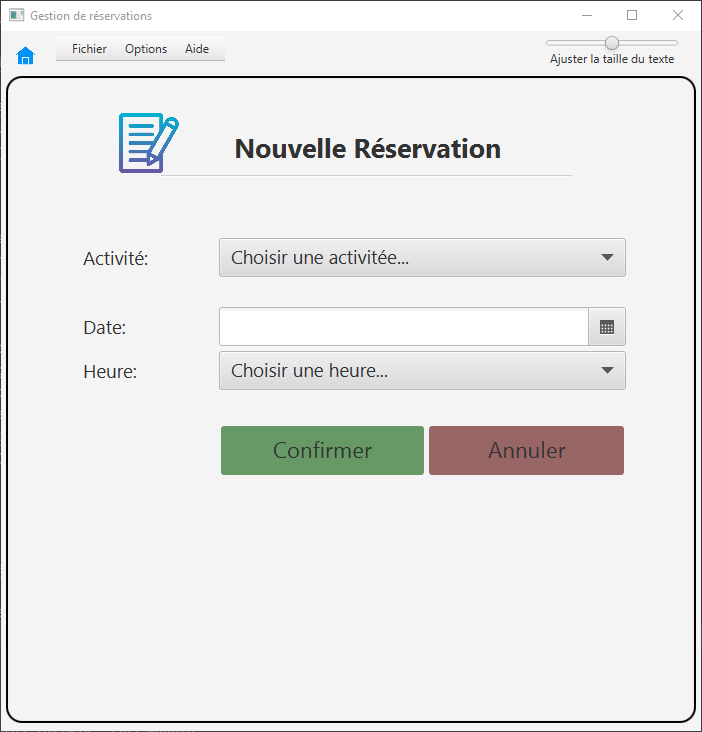 Gestion de réservations
Fichier Options Aide
Ajuster la taille du texte
Nouvelle Réservation
Activité: Choisir une activitée...
Date:
Heure: Choisir une heure...
Confirmer Annuler